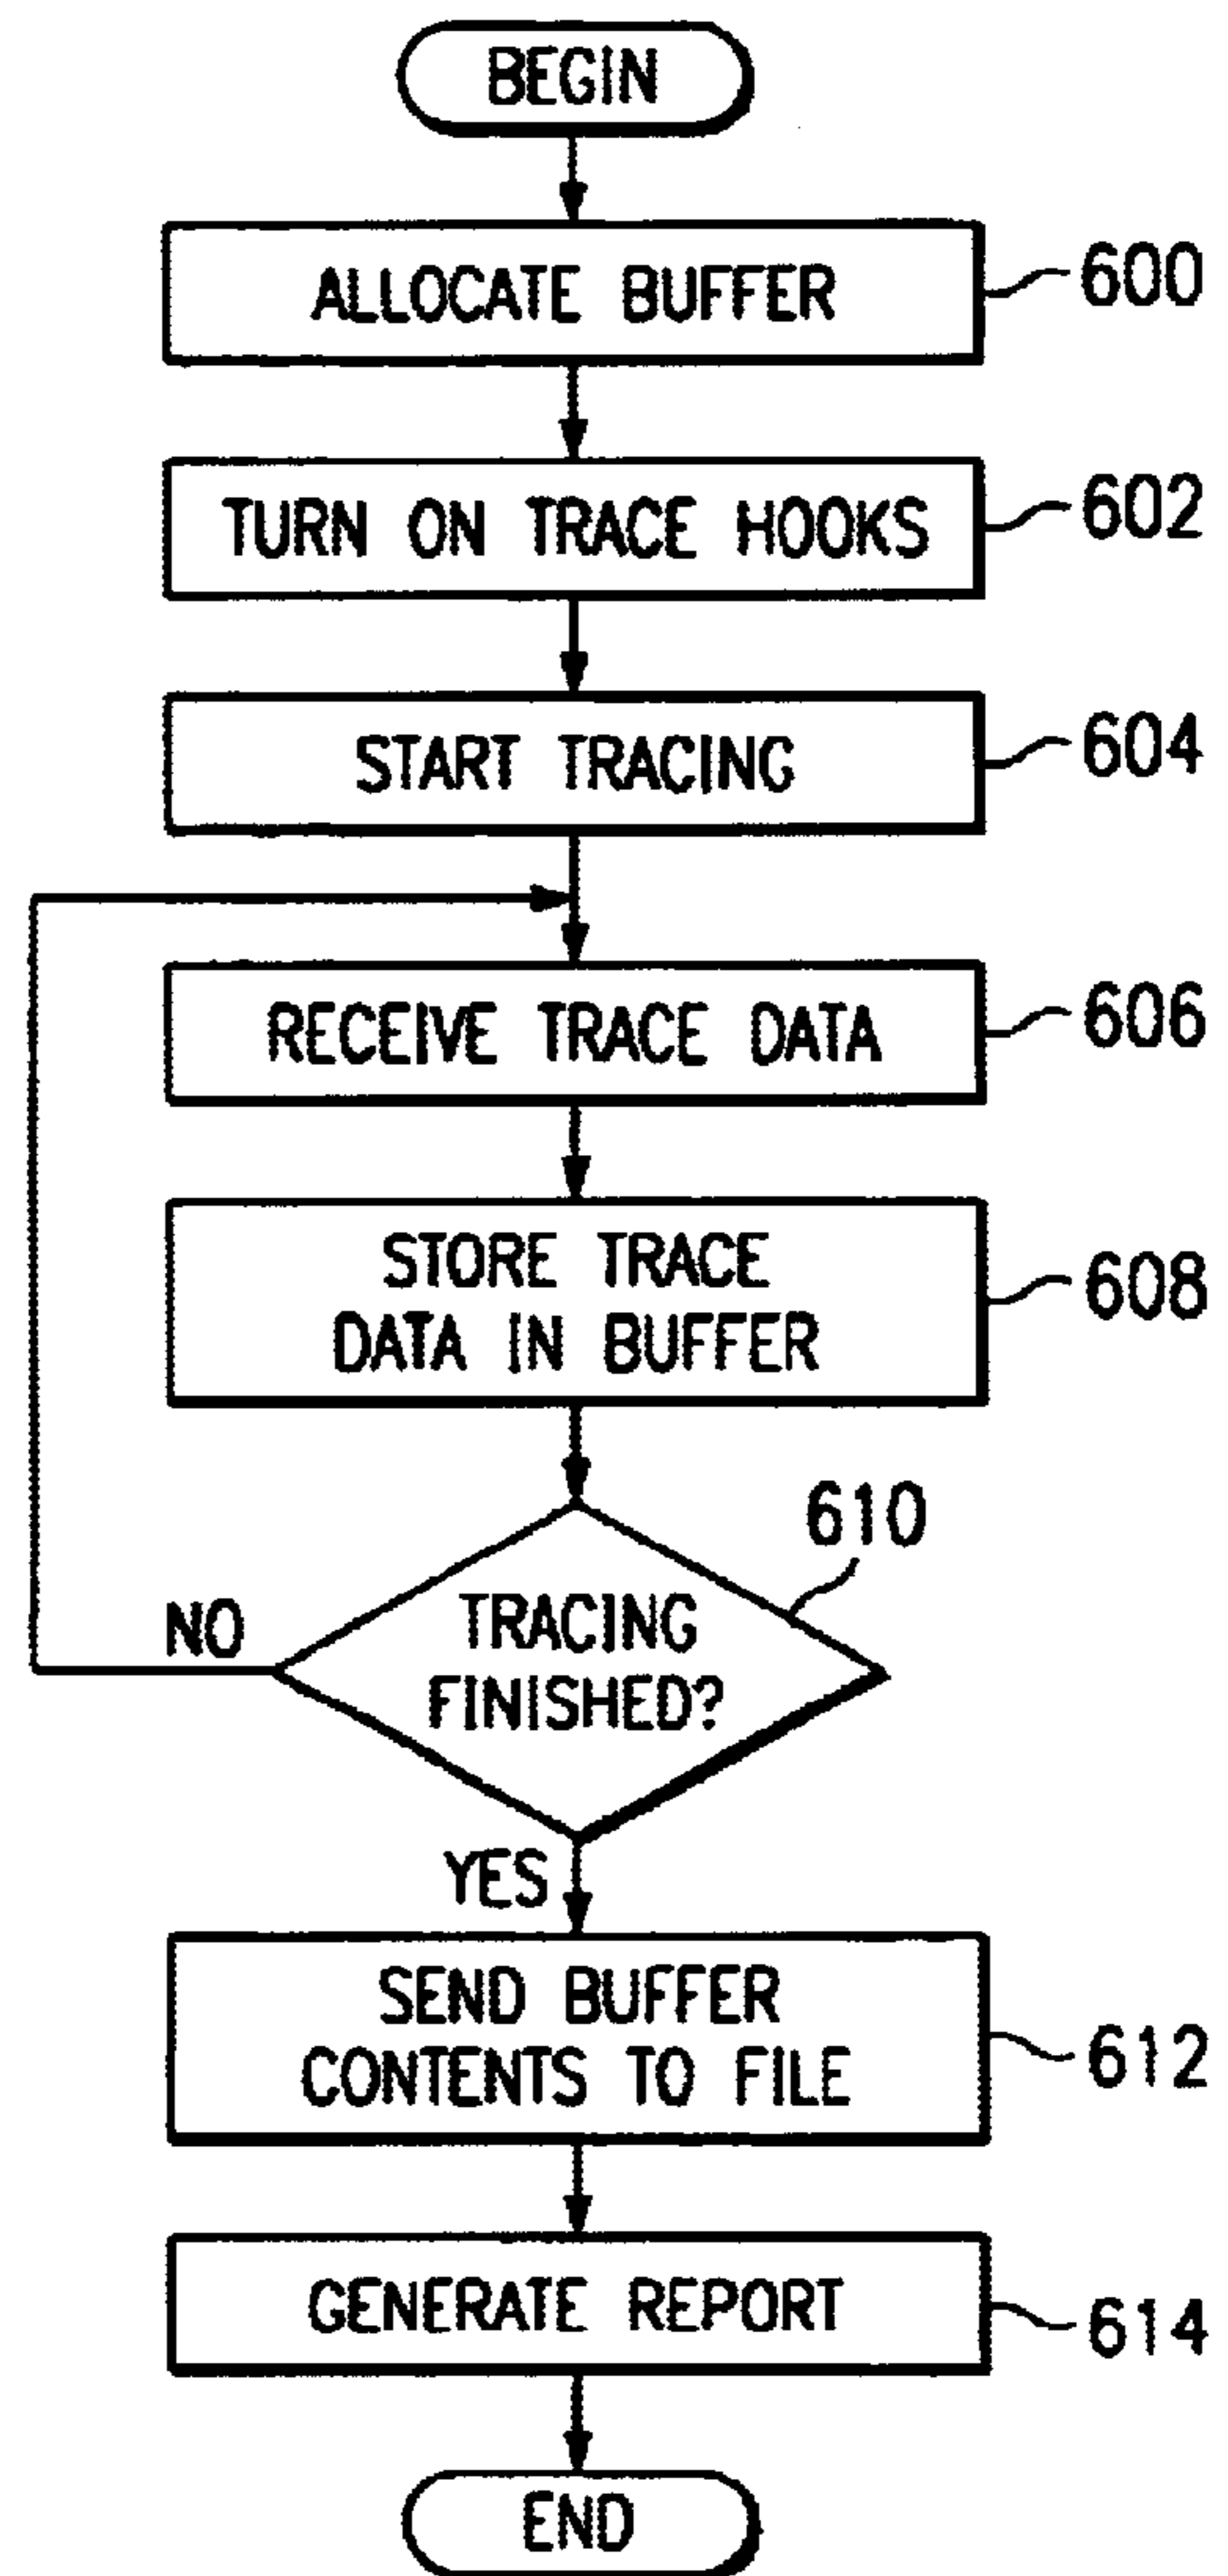 BEGIN
ALLOCATE BUFFER
600
TURN ON TRACE HOOKS
602
START TRACING
604
RECEIVE TRACE DATA
606
STORE TRACE
DATA IN BUFFER
608
610
TRACING
FINISHED?
NO
YES
SEND BUFFER
CONTENTS TO FILE
612
GENERATE REPORT
614
END